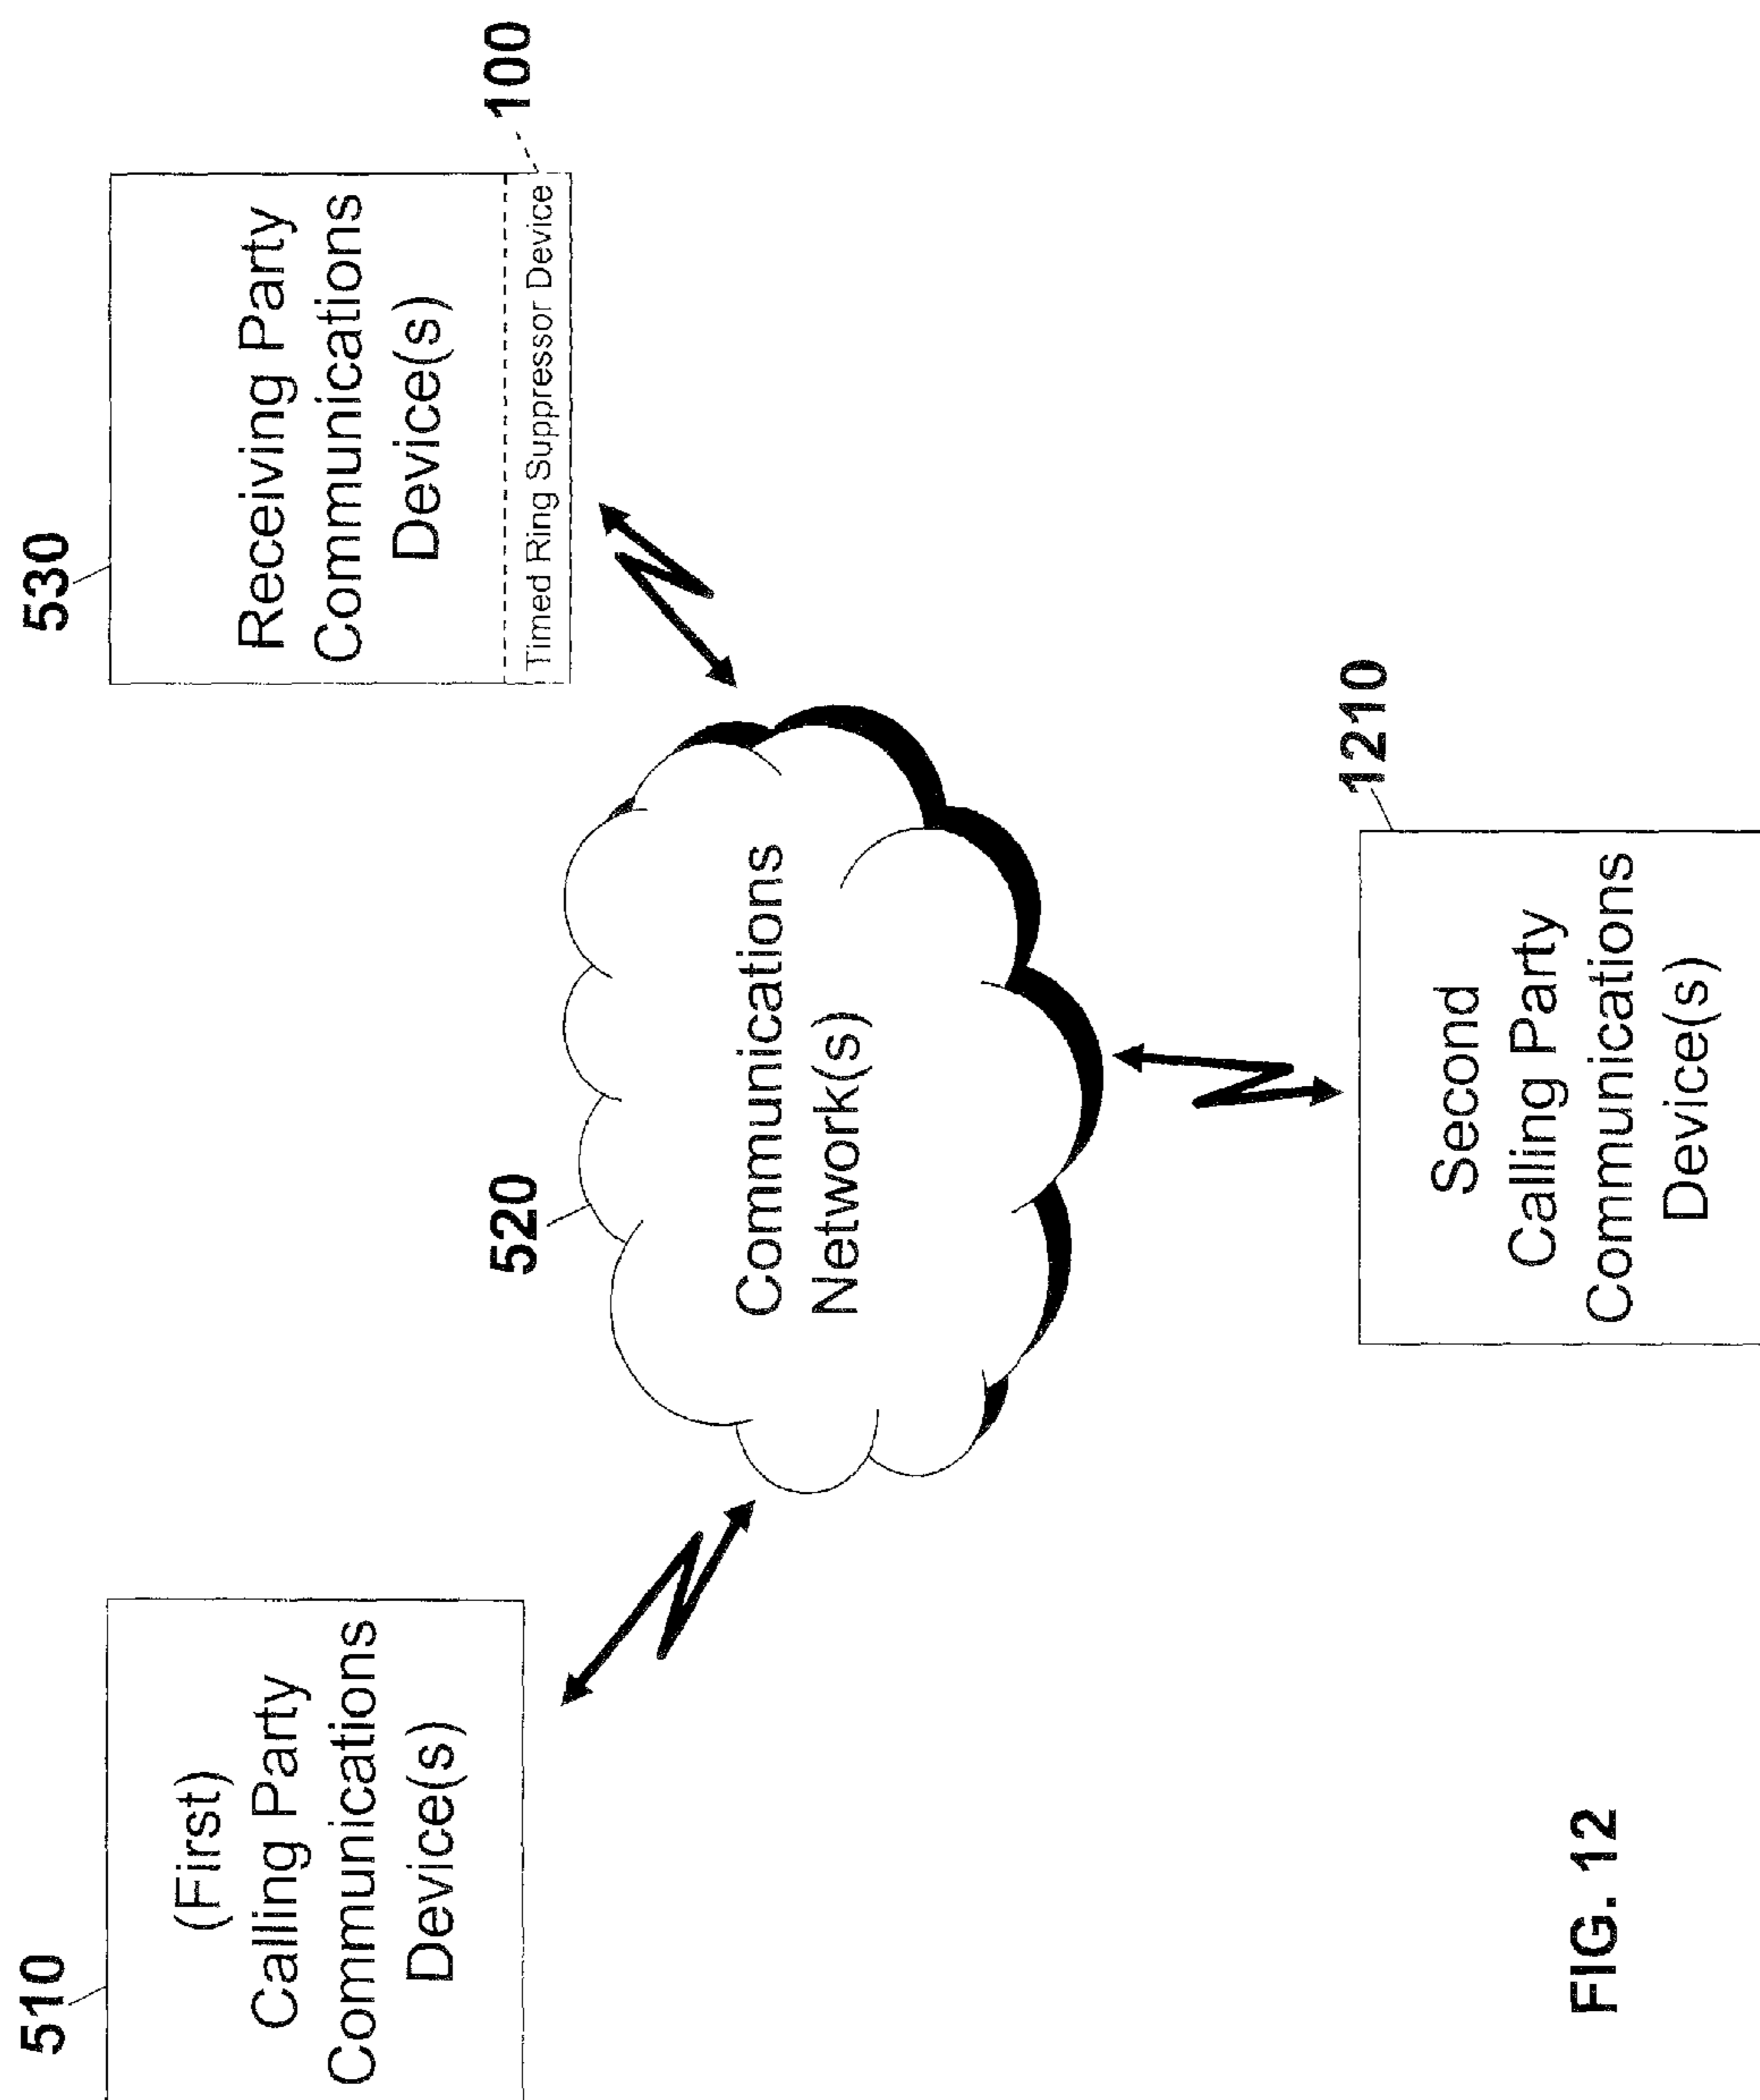 510
(First)
Calling Party
Communications
Device(s)
520
Communications
Network(s)
530
Receiving Party
Communications
Device(s)
Timed Ring Suppressor Device
100
1210
Second
Calling Party
Communications
Device(s)
FIG. 12